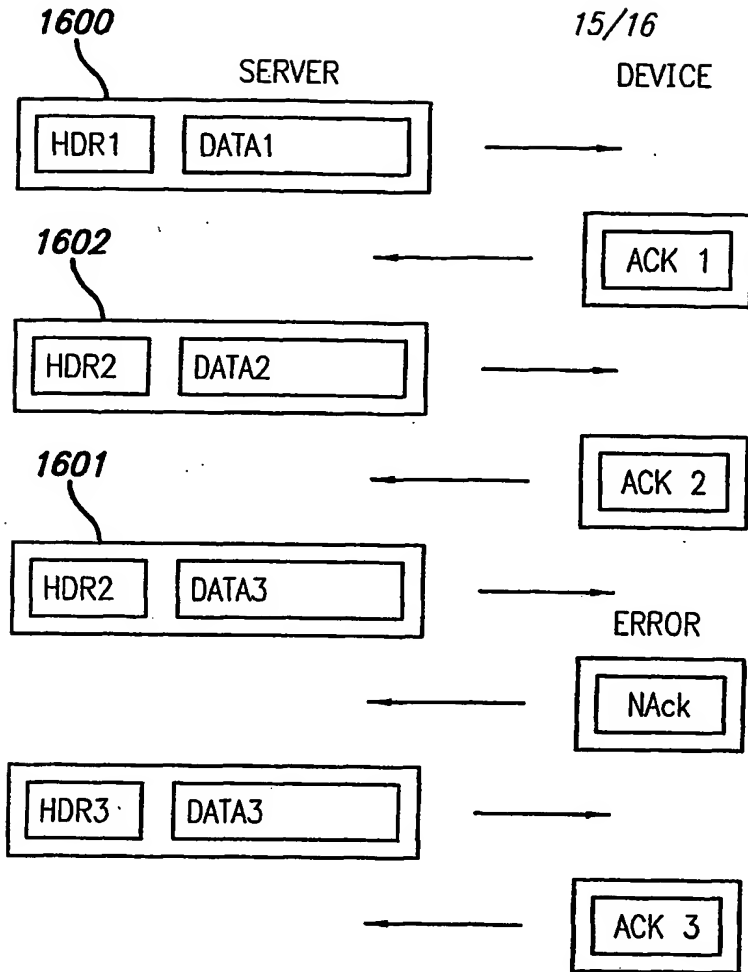 1600
15/16
SERVER
DEVICE
HDR1 DATA1
ACK 1
1602
HDR2 DATA2
ACK 2
1601
HDR2 DATA3
ERROR
NAck
HDR3 DATA3
ACK 3